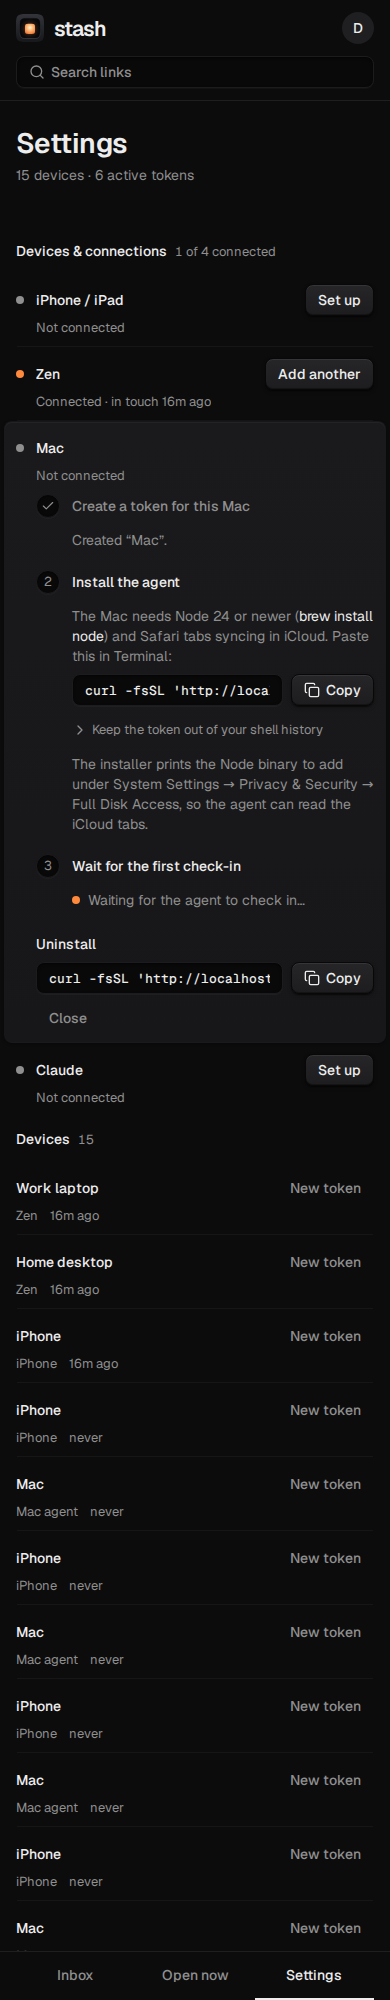 stash
D
Search links
Settings
15 devices · 6 active tokens
Devices & connections 1 of 4 connected
iPhone / iPad
Set up
Not connected
Zen
Add another
Connected · in touch 16m ago
Mac
Not connected
Create a token for this Mac
Created “Mac”.
2 Install the agent
The Mac needs Node 24 or newer (brew install
node) and Safari tabs syncing in iCloud. Paste
this in Terminal:
curl -fsSL 'http://loca
Copy
Keep the token out of your shell history
The installer prints the Node binary to add
under System Settings → Privacy & Security →
Full Disk Access, so the agent can read the
iCloud tabs.
3 Wait for the first check-in
Waiting for the agent to check in…
Uninstall
curl -fsSL 'http://localhost
Copy
Close
Claude
Set up
Not connected
Devices 15
Work laptop
New token
Zen 16m ago
Home desktop
New token
Zen 16m ago
iPhone
New token
iPhone 16m ago
iPhone
New token
iPhone never
Mac
New token
Mac agent never
iPhone
New token
iPhone never
Mac
New token
Mac agent never
iPhone
New token
iPhone never
Mac
New token
Mac agent never
iPhone
New token
iPhone never
Mac
New token
Inbox
Open now
Settings